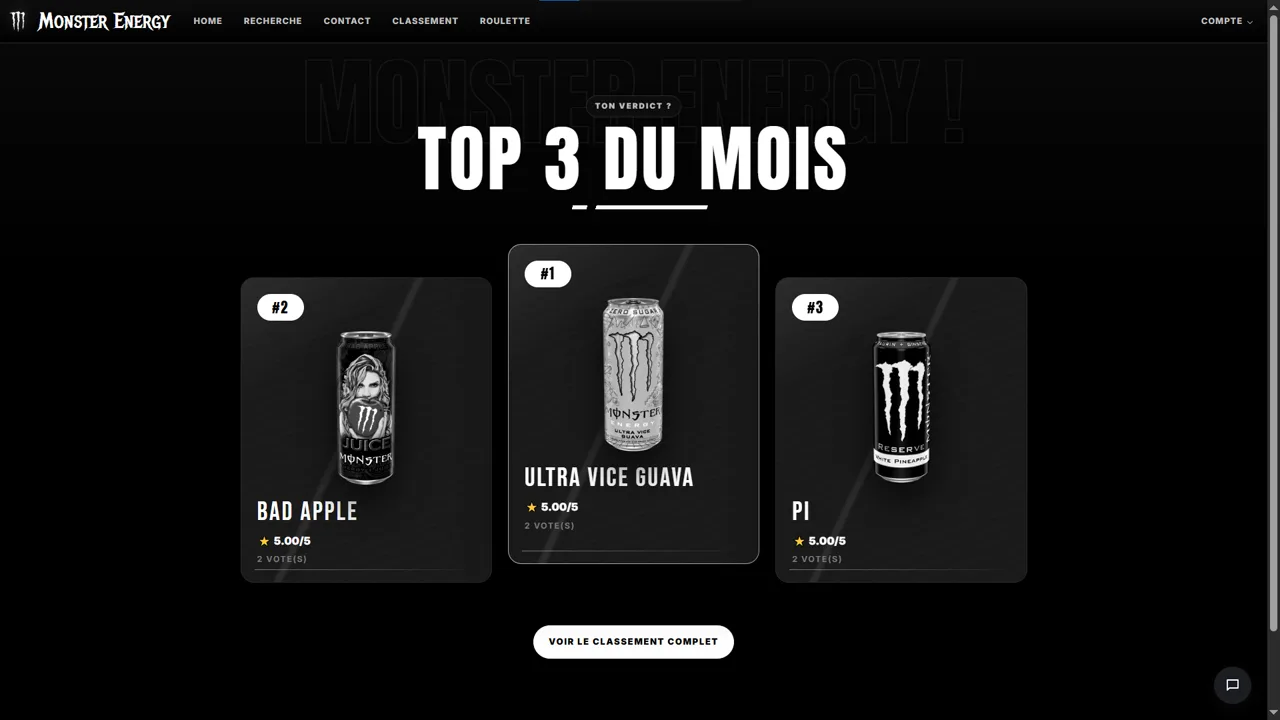 MONSTER ENERGY
HOME
RECHERCHE
CONTACT
CLASSEMENT
ROULETTE
COMPTE
MONSTER ENERGY !
TON VERDICT ?
TOP 3 DU MOIS
#2
JUICE
MONSTER
BAD APPLE
5.00/5
2 VOTE(S)
#1
ZERO SUGAR
MONSTER
ENERGY
ULTRA VICE
GUAVA
ULTRA VICE GUAVA
5.00/5
2 VOTE(S)
#3
RESERVE
WHITE PINEAPPLE
PI
5.00/5
2 VOTE(S)
VOIR LE CLASSEMENT COMPLET